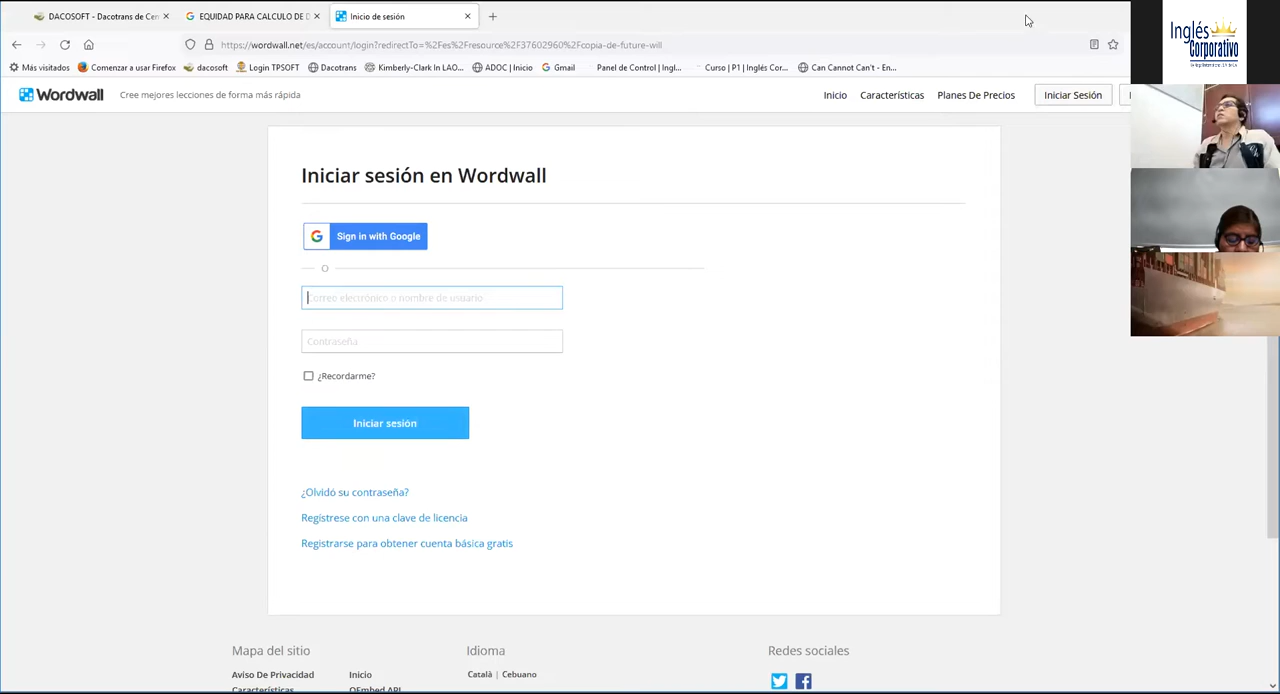 DACOSOFT - Dacotrans de Cen
EQUIDAD PARA CALCULO DE D
Inicio de sesión
https://wordwall.net/es/account/login?redirectTo=%2Fes%2Fresource%2F37602960%2Fcopia-de-future-will
Más visitados
Comenzar a usar Firefox
dacosoft
Login TPSOFT
Dacotrans
Kimberly-Clark In LAO...
ADOC | Inicio
Gmail
Panel de Control | Ingl...
Curso | P1 | Inglés Cor...
Can Cannot Can't - En...
Wordwall
Cree mejores lecciones de forma más rápida
Inicio
Características
Planes De Precios
Iniciar Sesión
Inglés
Corporativo
Iniciar sesión en Wordwall
Sign in with Google
O
Correo electrónico o nombre de usuario
Contraseña
¿Recordarme?
Iniciar sesión
¿Olvidó su contraseña?
Regístrese con una clave de licencia
Registrarse para obtener cuenta básica gratis
Mapa del sitio
Idioma
Redes sociales
Aviso De Privacidad
Inicio
Català | Cebuano
Características
OEmbed API